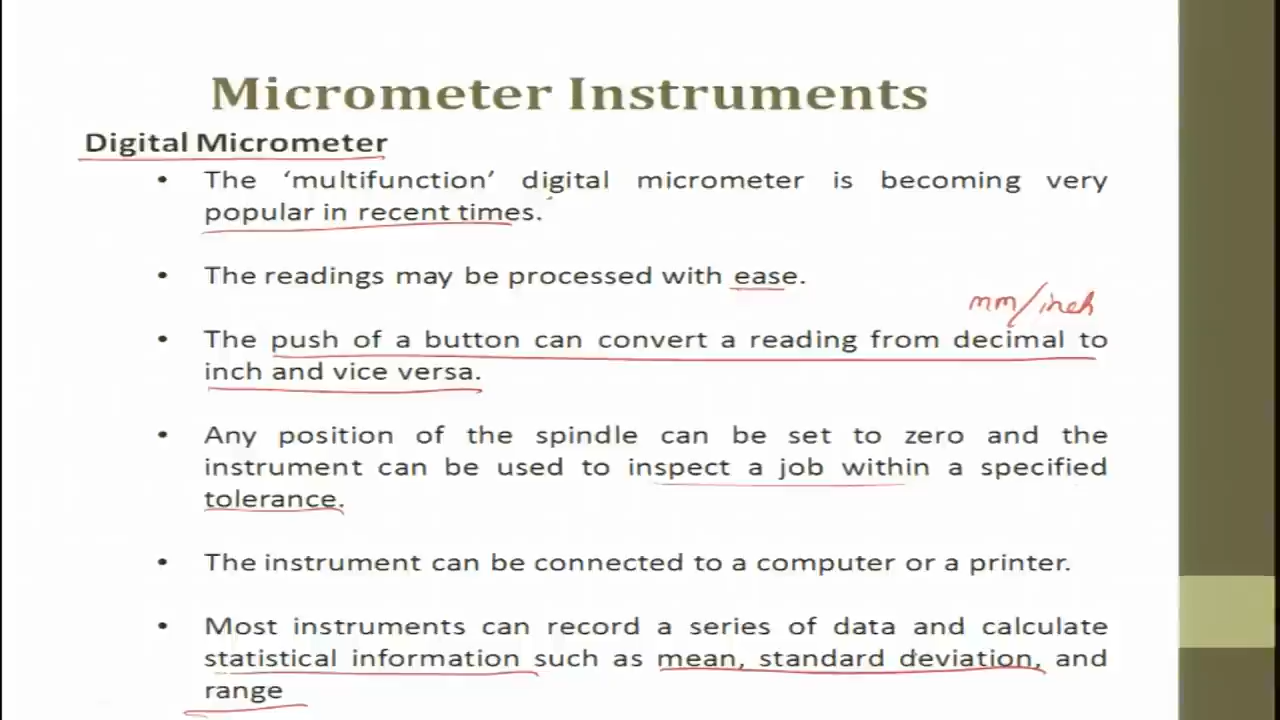 Micrometer Instruments
Digital Micrometer
• The ‘multifunction’ digital micrometer is becoming very
popular in recent times.
• The readings may be processed with ease.
mm/inch
• The push of a button can convert a reading from decimal to
inch and vice versa.
• Any position of the spindle can be set to zero and the
instrument can be used to inspect a job within a specified
tolerance.
• The instrument can be connected to a computer or a printer.
• Most instruments can record a series of data and calculate
statistical information such as mean, standard deviation, and
range